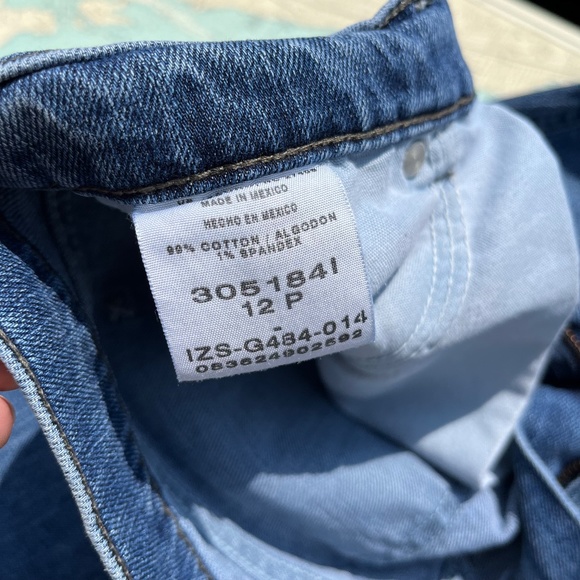 MADE IN MEXICO
HECHO EN MEXICO
99% COTTON / ALGODON
1% SPANDEX
3051841
12 P
-
IZS-G484-014
083624902592